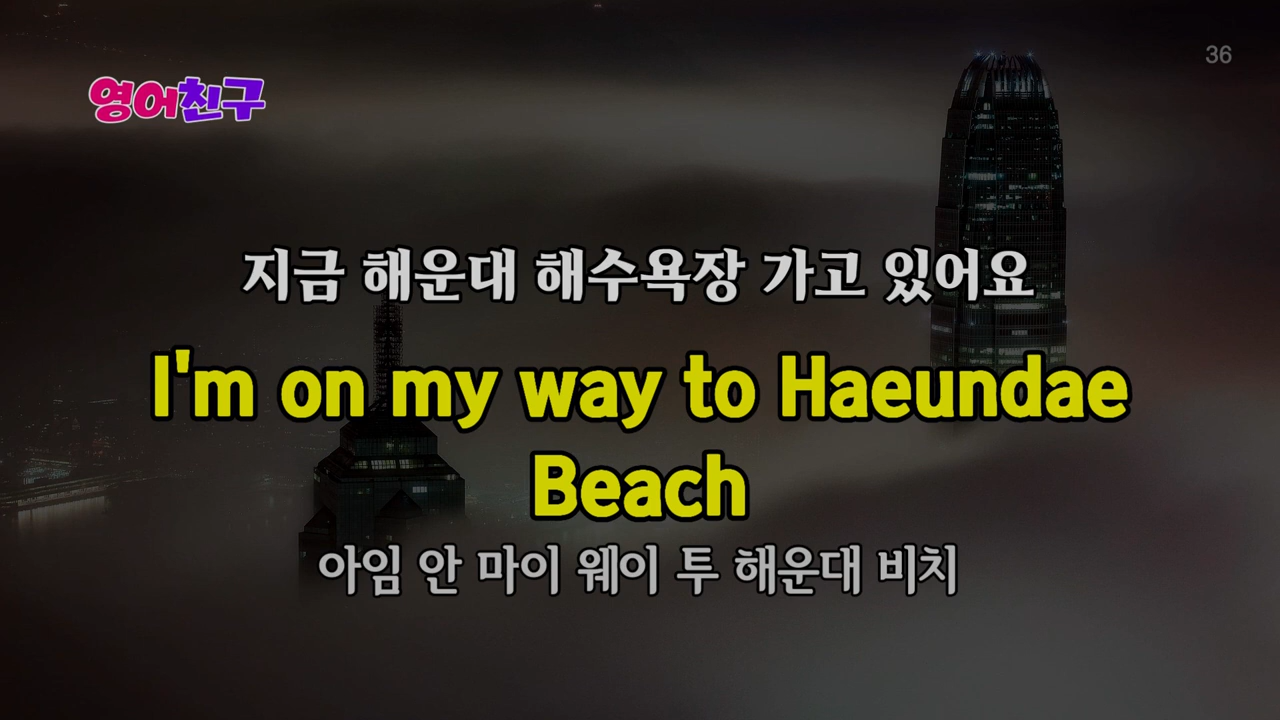 36
영어친구
지금 해운대 해수욕장 가고 있어요
I'm on my way to Haeundae
Beach
아임 안 마이 웨이 투 해운대 비치